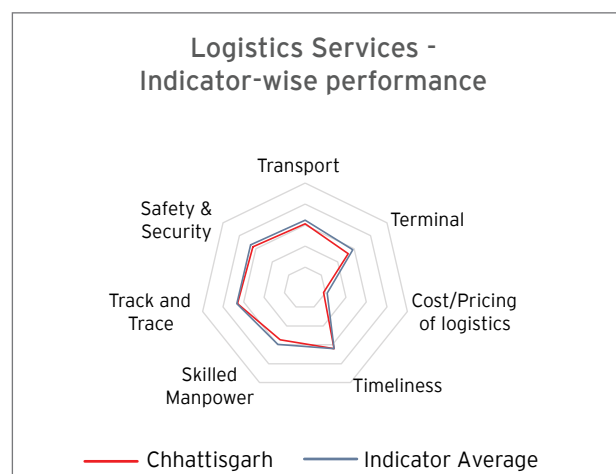 Logistics Services -
Indicator-wise performance
Transport
Terminal
Cost/Pricing
of logistics
Timeliness
Skilled
Manpower
Track and
Trace
Safety &
Security
Chhattisgarh
Indicator Average